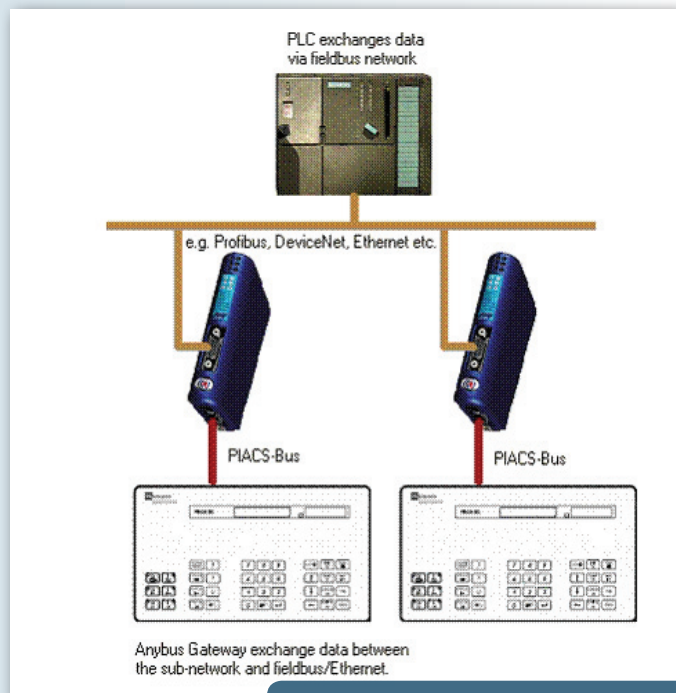 PLC exchanges data
via fieldbus network
SIEMENS
e.g. Profibus, DeviceNet, Ethernet etc.
PIACS-Bus
PIACS-Bus
Anybus Gateway exchange data between
the sub-network and fieldbus/Ethernet.